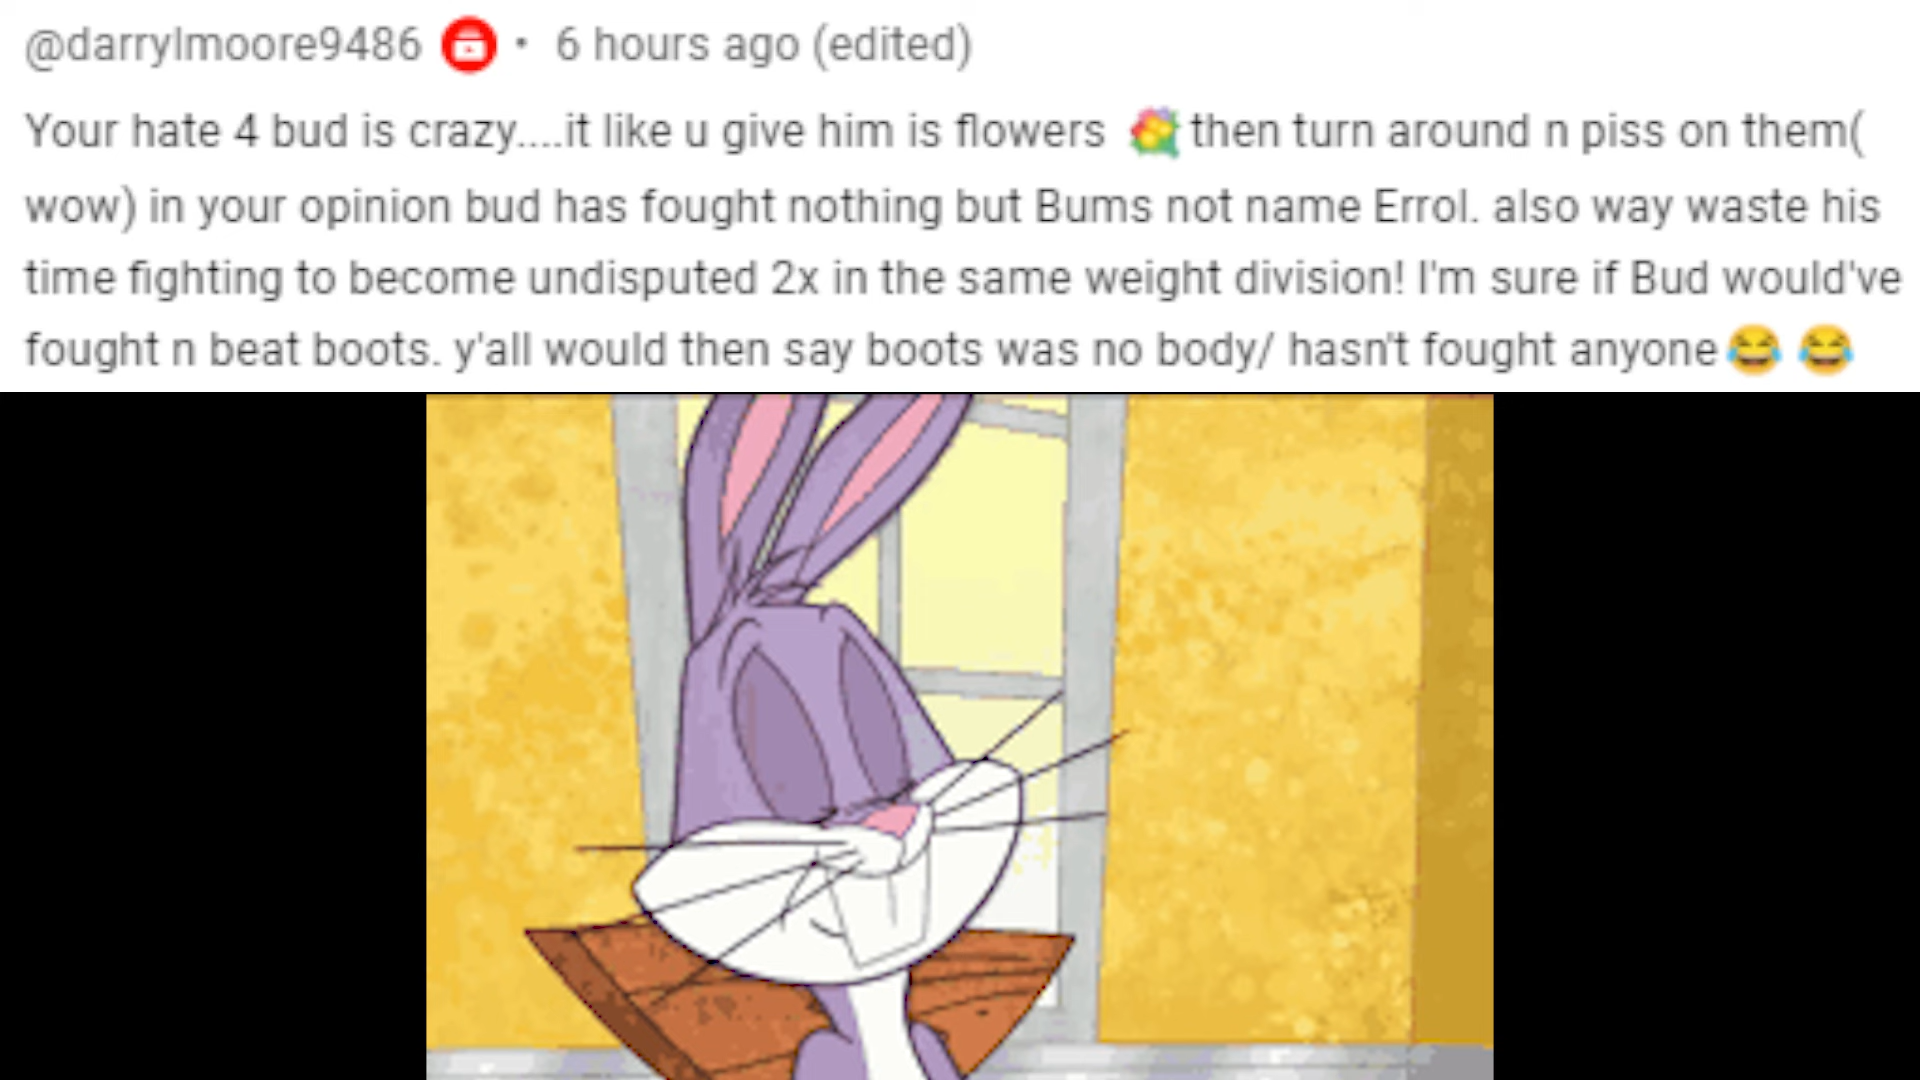 @darrylmoore9486 • 6 hours ago (edited)
Your hate 4 bud is crazy....it like u give him is flowers 💐 then turn around n piss on them(
wow) in your opinion bud has fought nothing but Bums not name Errol. also way waste his
time fighting to become undisputed 2x in the same weight division! I'm sure if Bud would've
fought n beat boots. y'all would then say boots was no body/ hasn't fought anyone😂 😂